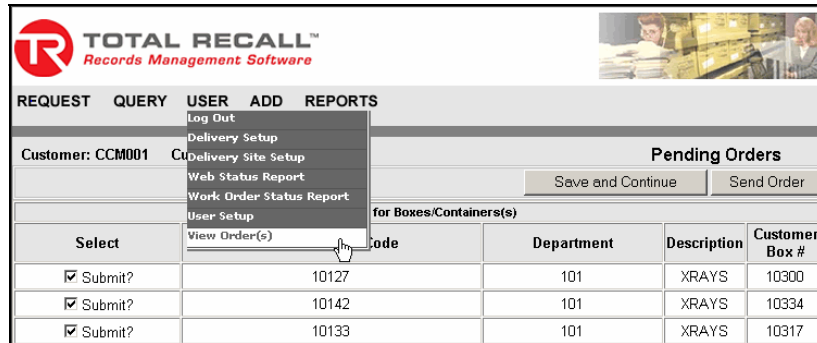 TR TOTAL RECALL™
Records Management Software
REQUEST QUERY USER ADD REPORTS
Log Out
Delivery Setup
Delivery Site Setup
Web Status Report
Work Order Status Report
User Setup
View Order(s)
Customer: CCM001 Cu
Pending Orders
Save and Continue Send Order
for Boxes/Containers(s)
Select Code Department Description Customer Box #
Submit? 10127 101 XRAYS 10300
Submit? 10142 101 XRAYS 10334
Submit? 10133 101 XRAYS 10317